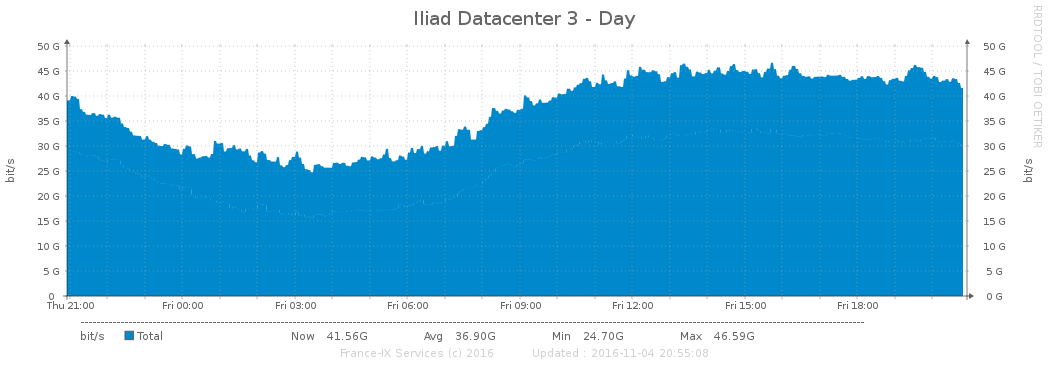 Iliad Datacenter 3 - Day
RRDTOOL / TOBI OETIKER
bit/s
50 G 50 G
45 G 45 G
40 G 40 G
35 G 35 G
30 G 30 G
25 G 25 G
20 G 20 G
15 G 15 G
10 G 10 G
5 G 5 G
0 0 G
bit/s
Thu 21:00 Fri 00:00 Fri 03:00 Fri 06:00 Fri 09:00 Fri 12:00 Fri 15:00 Fri 18:00
bit/s Total Now 41.56G Avg 36.90G Min 24.70G Max 46.59G
France-IX Services (c) 2016 Updated : 2016-11-04 20:55:08